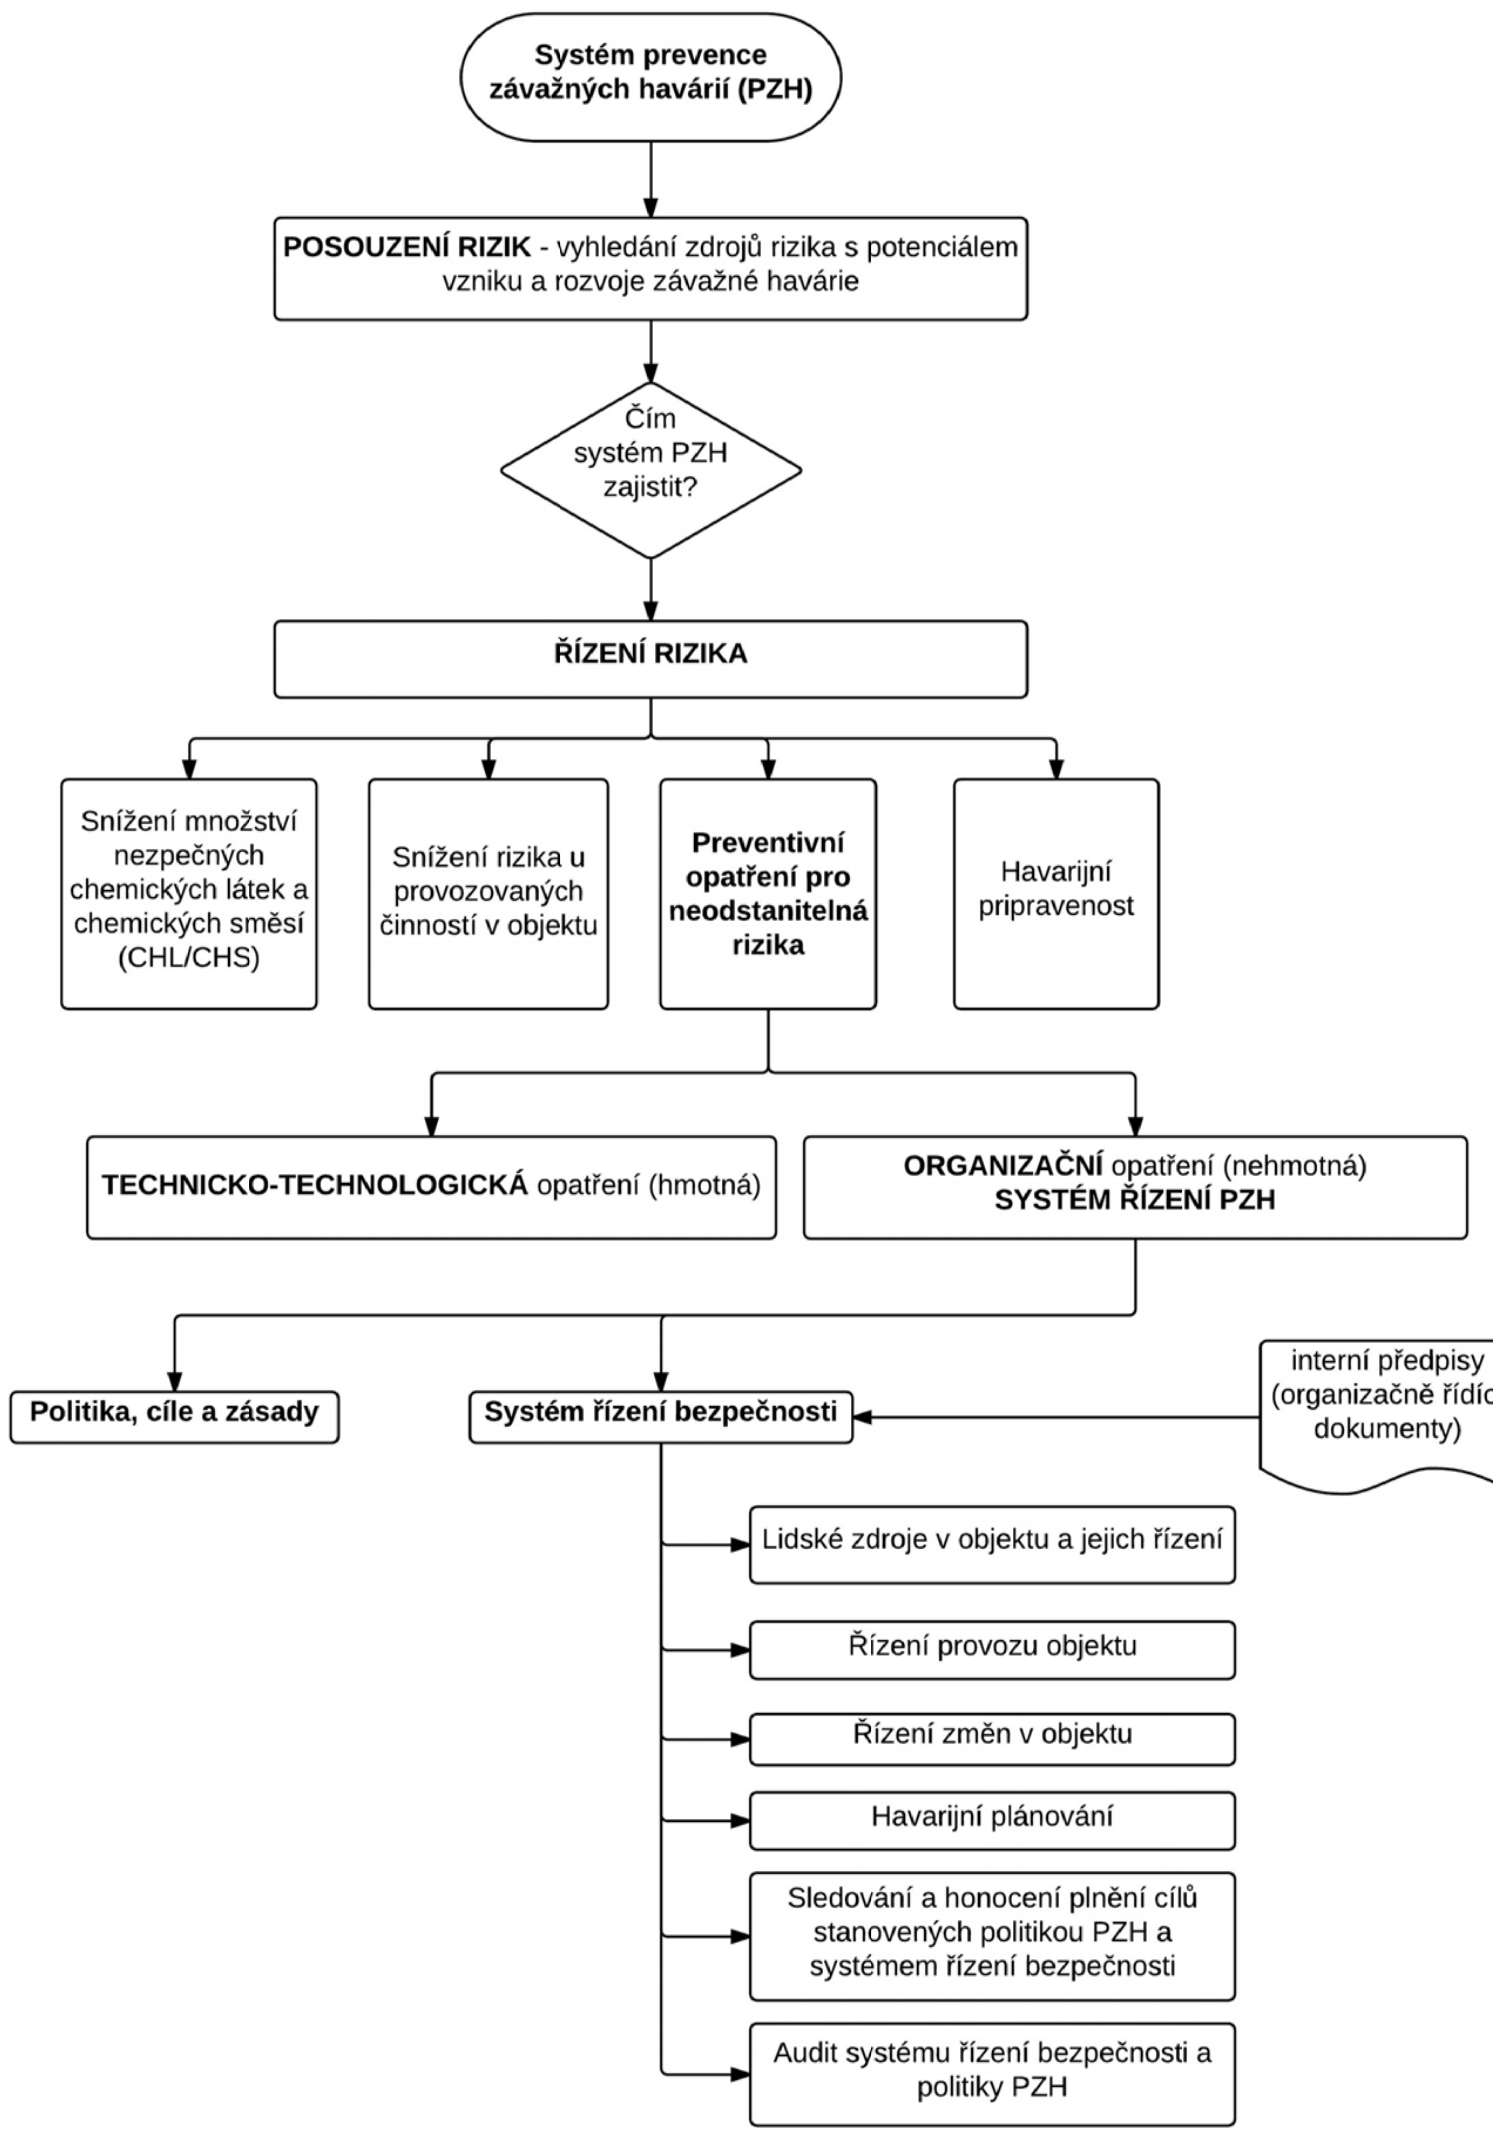 Systém prevence
závažných havárií (PZH)
POSOUZENÍ RIZIK - vyhledání zdrojů rizika s potenciálem
vzniku a rozvoje závažné havárie
Čím
systém PZH
zajistit?
ŘÍZENÍ RIZIKA
Snížení množství
nezpečných
chemických látek a
chemických směsí
(CHL/CHS)
Snížení rizika u
provozovaných
činností v objektu
Preventivní
opatření pro
neodstanitelná
rizika
Havarijní
pripravenost
TECHNICKO-TECHNOLOGICKÁ opatření (hmotná)
ORGANIZAČNÍ opatření (nehmotná)
SYSTÉM ŘÍZENÍ PZH
Politika, cíle a zásady
Systém řízení bezpečnosti
interní předpisy
(organizačně
dokumenty)
Lidské zdroje v objektu a jejich řízení
Řízení provozu objektu
Řízení změn v objektu
Havarijní plánování
Sledování a honocení plnění cílů
stanovených politikou PZH a
systémem řízení bezpečnosti
Audit systému řízení bezpečnosti a
politiky PZH